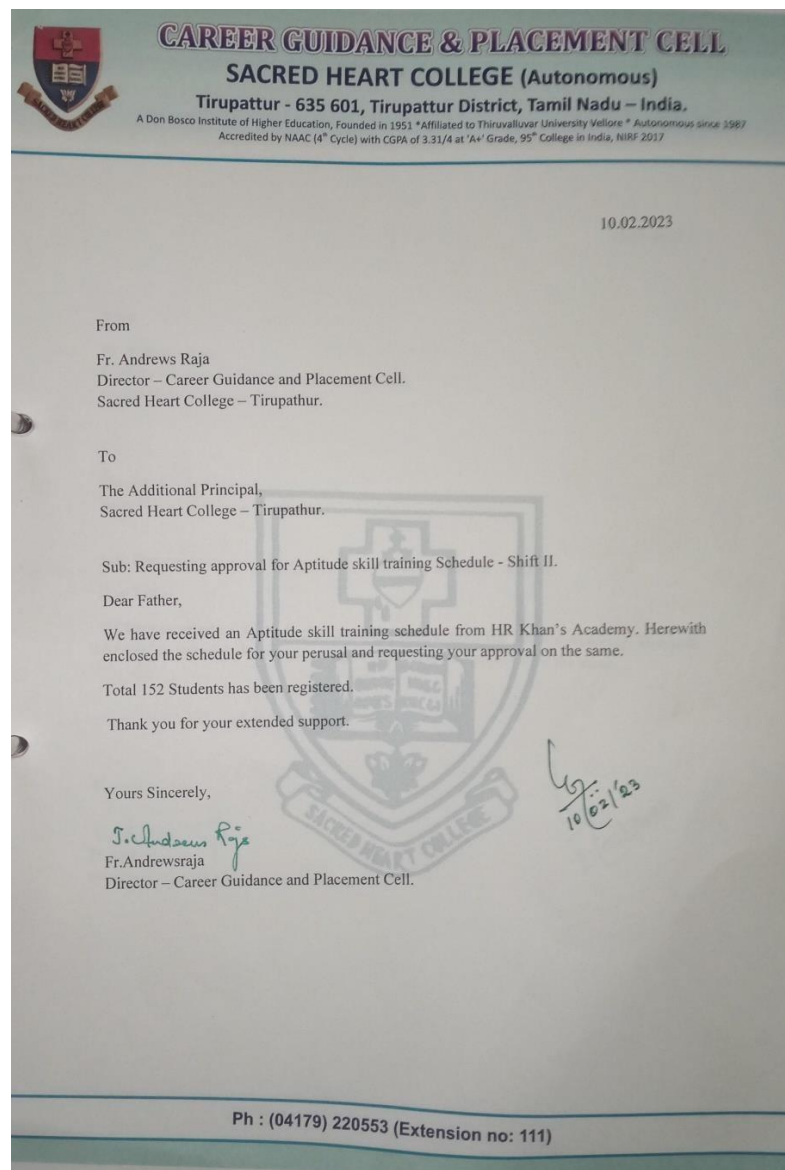 CAREER GUIDANCE & PLACEMENT CELL
SACRED HEART COLLEGE (Autonomous)
Tirupattur - 635 601, Tirupattur District, Tamil Nadu – India.
A Don Bosco Institute of Higher Education, Founded in 1951 *Affiliated to Thiruvalluvar University Vellore * Autonomous since 1987
Accredited by NAAC (4th Cycle) with CGPA of 3.31/4 at 'A+' Grade, 95th College in India, NIRF 2017
SACRED HEART COLLEGE
10.02.2023
From
Fr. Andrews Raja
Director – Career Guidance and Placement Cell.
Sacred Heart College – Tirupathur.
To
The Additional Principal,
Sacred Heart College – Tirupathur.
Sub: Requesting approval for Aptitude skill training Schedule - Shift II.
Dear Father,
We have received an Aptitude skill training schedule from HR Khan's Academy. Herewith
enclosed the schedule for your perusal and requesting your approval on the same.
Total 152 Students has been registered.
Thank you for your extended support.
Yours Sincerely,
10/02/'23
J. Andrews Raja
Fr.Andrewsraja
Director – Career Guidance and Placement Cell.
SACRED HEART COLLEGE
Ph : (04179) 220553 (Extension no: 111)